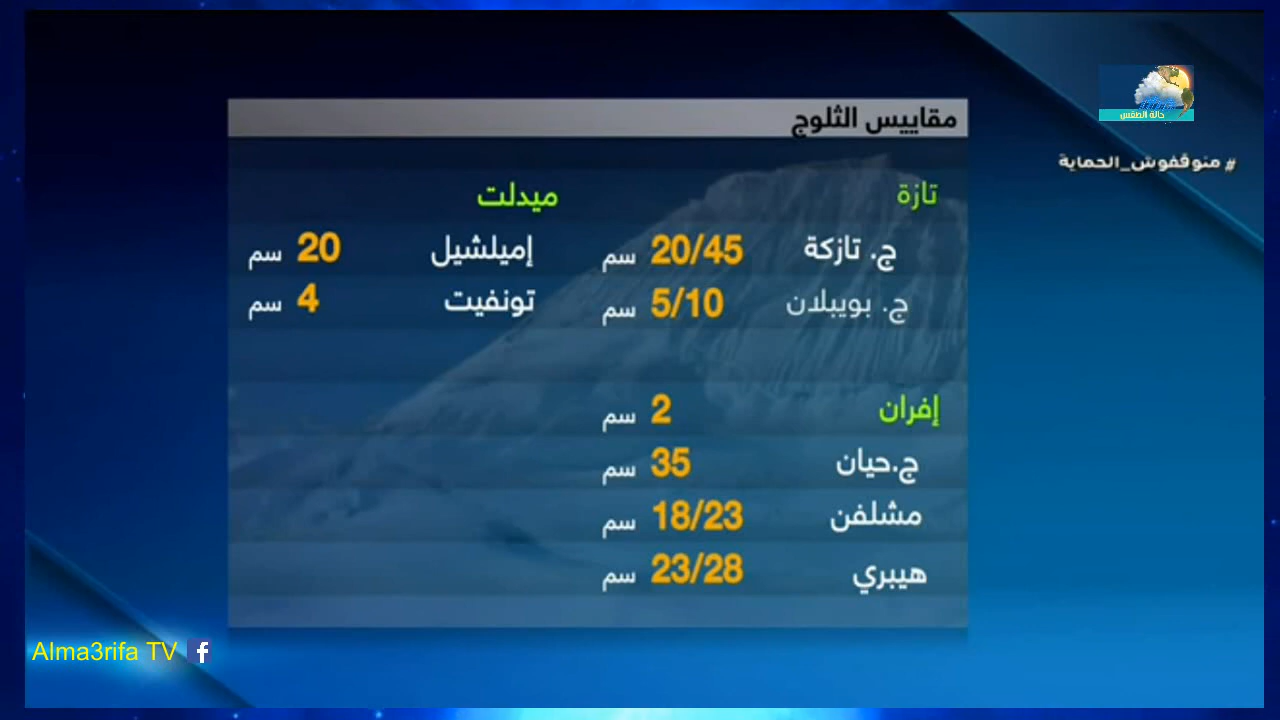 مقاييس الثلوج
حالة الطقس
#منوقفوش_الحماية
تازة
ج. تازكة 20/45 سم
ج. بويبلان 5/10 سم
ميدلت
إميلشيل 20 سم
تونفيت 4 سم
إفران 2 سم
ج.حيان 35 سم
مشلفن 18/23 سم
هيبري 23/28 سم
Alma3rifa TV f